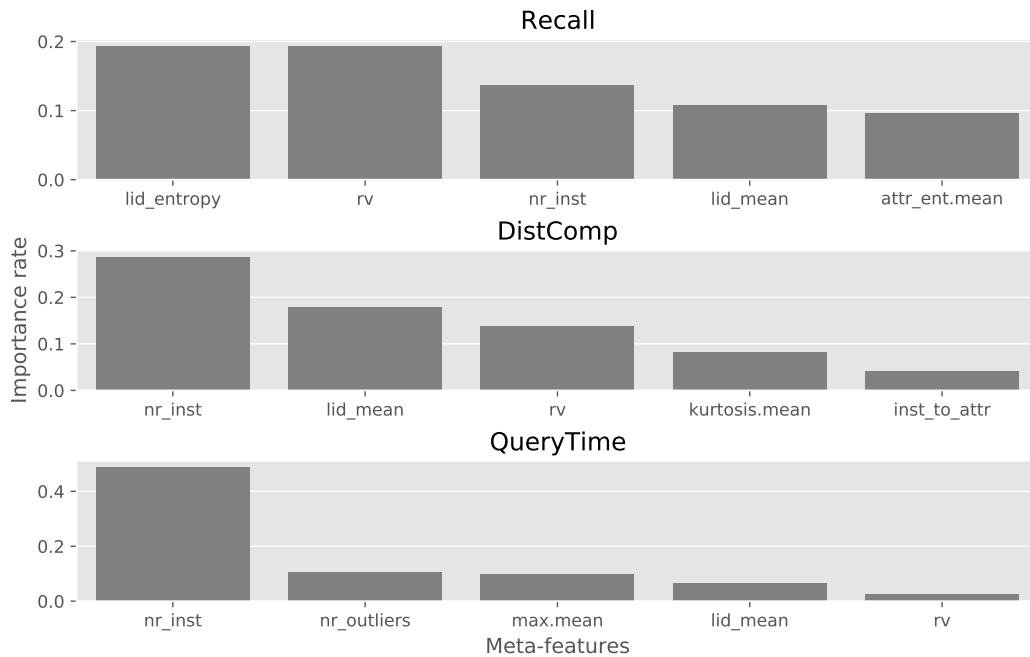 Recall
0.2
0.1
0.0
lid_entropy rv nr_inst lid_mean attr_ent.mean
DistComp
0.3
0.2
0.1
0.0
nr_inst lid_mean rv kurtosis.mean inst_to_attr
Importance rate
QueryTime
0.4
0.2
0.0
nr_inst nr_outliers max.mean lid_mean rv
Meta-features